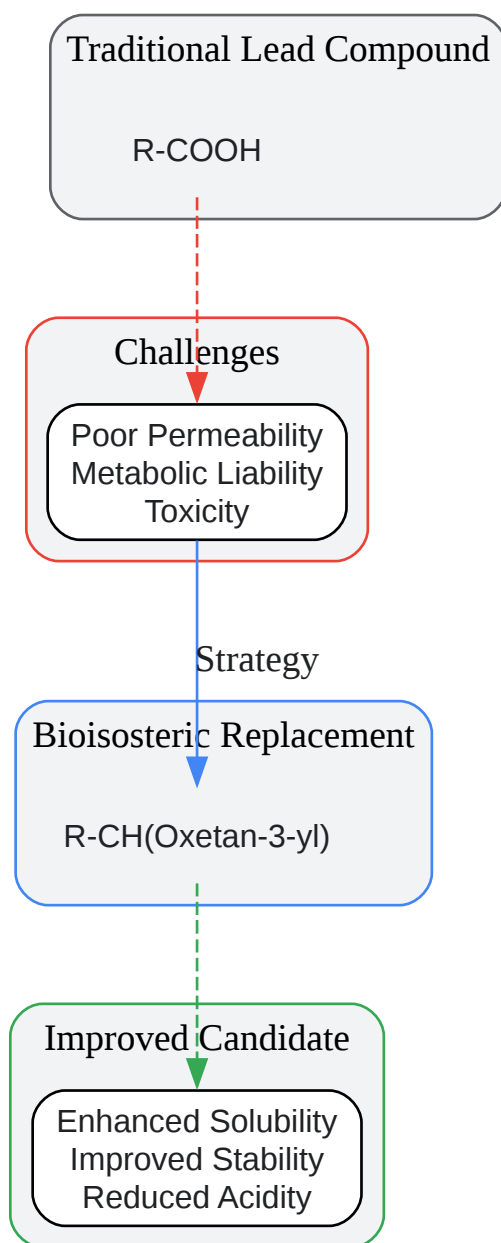 Traditional Lead Compound
R-COOH
Challenges
Poor Permeability
Metabolic Liability
Toxicity
Strategy
Bioisosteric Replacement
R-CH(Oxetan-3-yl)
Improved Candidate
Enhanced Solubility
Improved Stability
Reduced Acidity